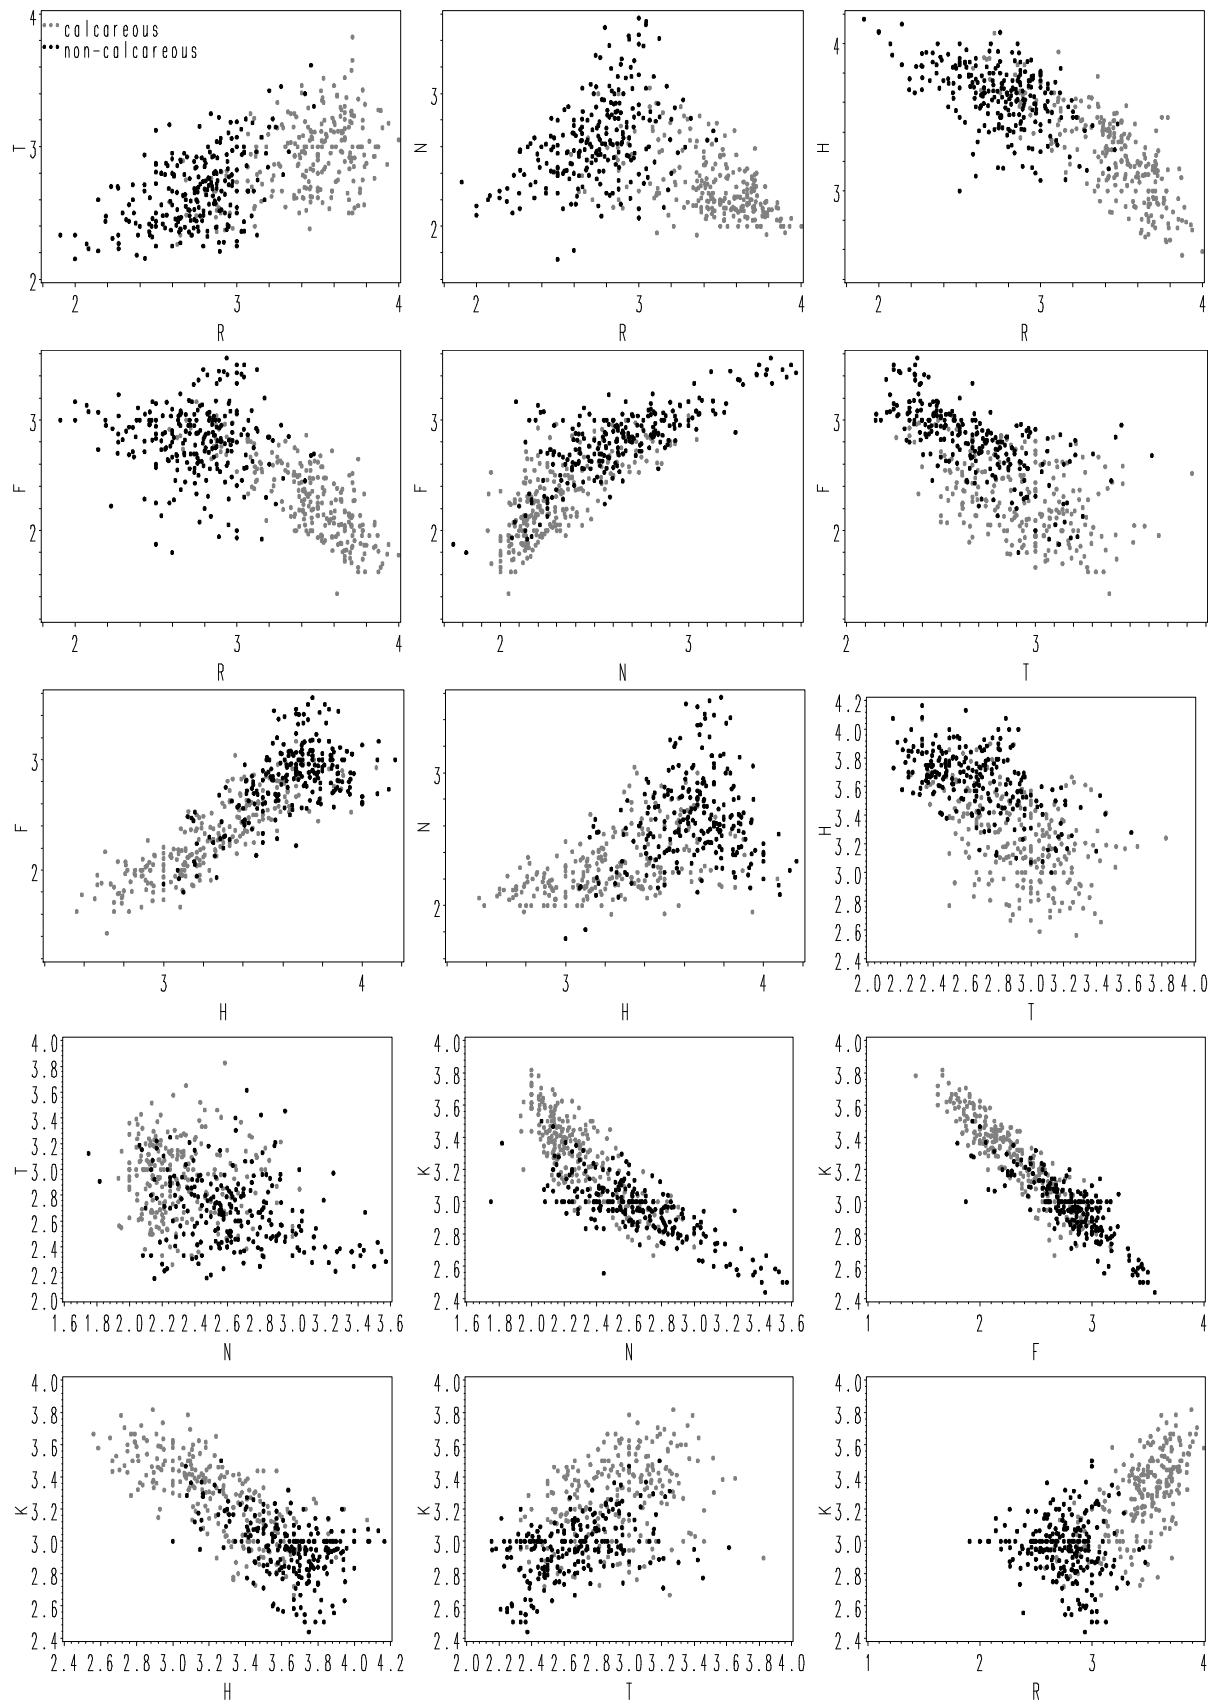 4 calcareous
non-calcareous
T 3
2
2 3 4
R
3
N
2
2 3 4
R
4
H
3
2 3 4
R
3
F
2
2 3 4
R
3
F
2
2 3
N
3
F
2
2 3
T
3
F
2
3 4
H
3
N
2
3 4
H
4.2
4.0
3.8
3.6
3.4
H
3.2
3.0
2.8
2.6
2.4
2.0 2.2 2.4 2.6 2.8 3.0 3.2 3.4 3.6 3.8 4.0
T
4.0
3.8
3.6
3.4
3.2
T 3.0
2.8
2.6
2.4
2.2
2.0
1.6 1.8 2.0 2.2 2.4 2.6 2.8 3.0 3.2 3.4 3.6
N
4.0
3.8
3.6
3.4
K 3.2
3.0
2.8
2.6
2.4
1.6 1.8 2.0 2.2 2.4 2.6 2.8 3.0 3.2 3.4 3.6
N
4.0
3.8
3.6
3.4
K 3.2
3.0
2.8
2.6
2.4
1 2 3 4
F
4.0
3.8
3.6
3.4
K 3.2
3.0
2.8
2.6
2.4
2.4 2.6 2.8 3.0 3.2 3.4 3.6 3.8 4.0 4.2
H
4.0
3.8
3.6
3.4
K 3.2
3.0
2.8
2.6
2.4
2.0 2.2 2.4 2.6 2.8 3.0 3.2 3.4 3.6 3.8 4.0
T
4.0
3.8
3.6
3.4
K 3.2
3.0
2.8
2.6
2.4
1 2 3 4
R